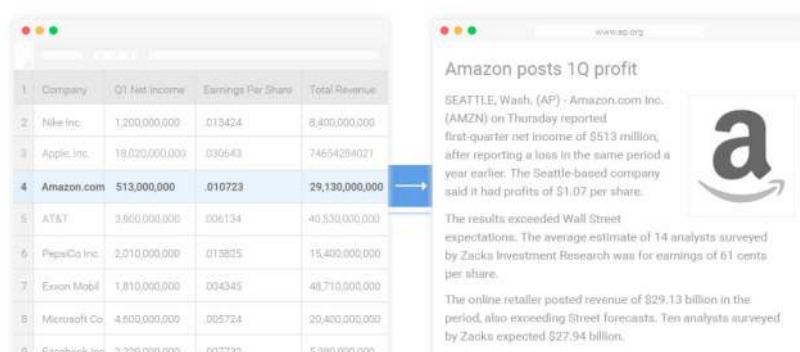 1 Company Q1 Net Income Earnings Per Share Total Revenue
2 Nike Inc. 1,200,000,000 .013424 8,400,000,000
3 Apple, Inc. 18,020,000,000 .030643 74654284021
4 Amazon.com 513,000,000 .010723 29,130,000,000
5 AT&T 3,800,000,000 .006134 40,530,000,000
6 PepsiCo Inc. 2,010,000,000 .015825 15,400,000,000
7 Exxon Mobil 1,810,000,000 .004345 48,710,000,000
8 Microsoft Co 4,600,000,000 .005724 20,400,000,000
www.ap.org
Amazon posts 1Q profit
SEATTLE, Wash. (AP) - Amazon.com Inc.
(AMZN) on Thursday reported
first-quarter net income of $513 million,
after reporting a loss in the same period a
year earlier. The Seattle-based company
said it had profits of $1.07 per share.
a
The results exceeded Wall Street
expectations. The average estimate of 14 analysts surveyed
by Zacks Investment Research was for earnings of 61 cents
per share.
The online retailer posted revenue of $29.13 billion in the
period, also exceeding Street forecasts. Ten analysts surveyed
by Zacks expected $27.94 billion.